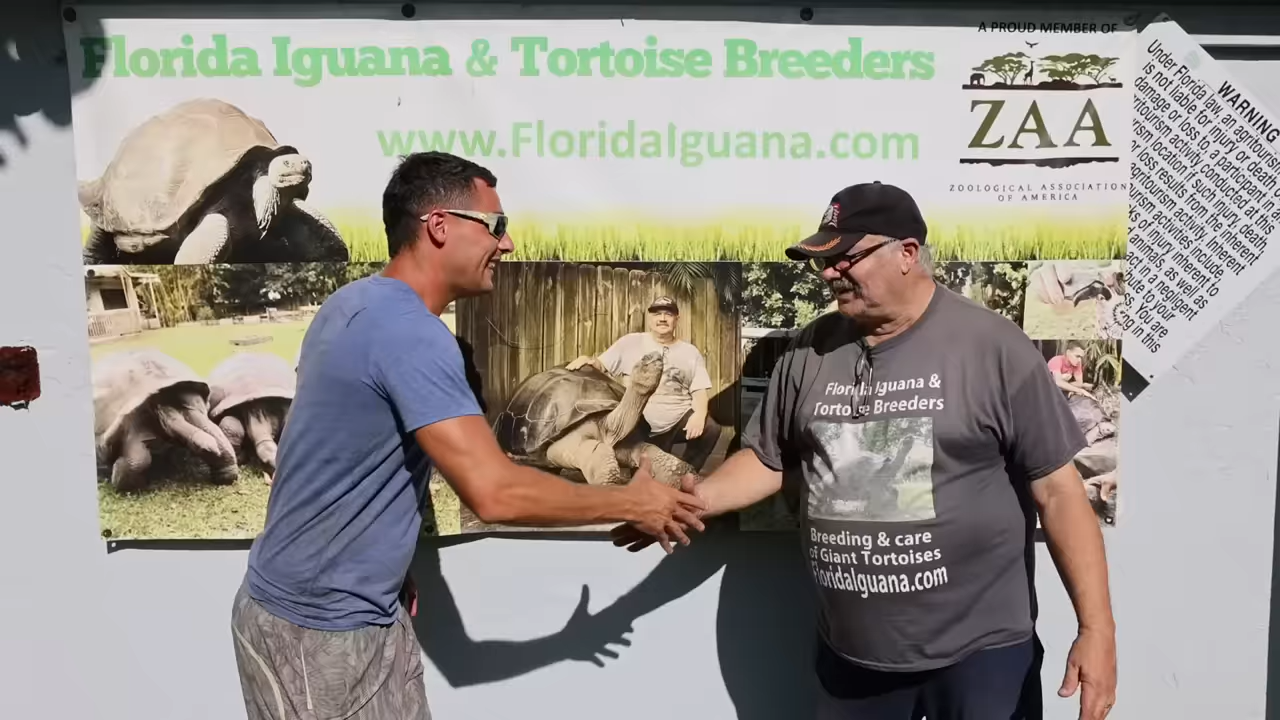 Florida Iguana & Tortoise Breeders
www.FloridaIguana.com
A PROUD MEMBER OF
ZAA
ZOOLOGICAL ASSOCIATION
OF AMERICA
WARNING
Under Florida law, an agritourism
is not liable for injury or death
damage or loss to, a participant
agritourism activity conducted at this
agritourism location if such injury, death
or loss results from the inherent
agritourism activities include
of injury inherent to
animals, as well as
act in a negligent
to your
You are
in this
Florida Iguana &
Tortoise Breeders
Breeding & care
of Giant Tortoises
FloridaIguana.com